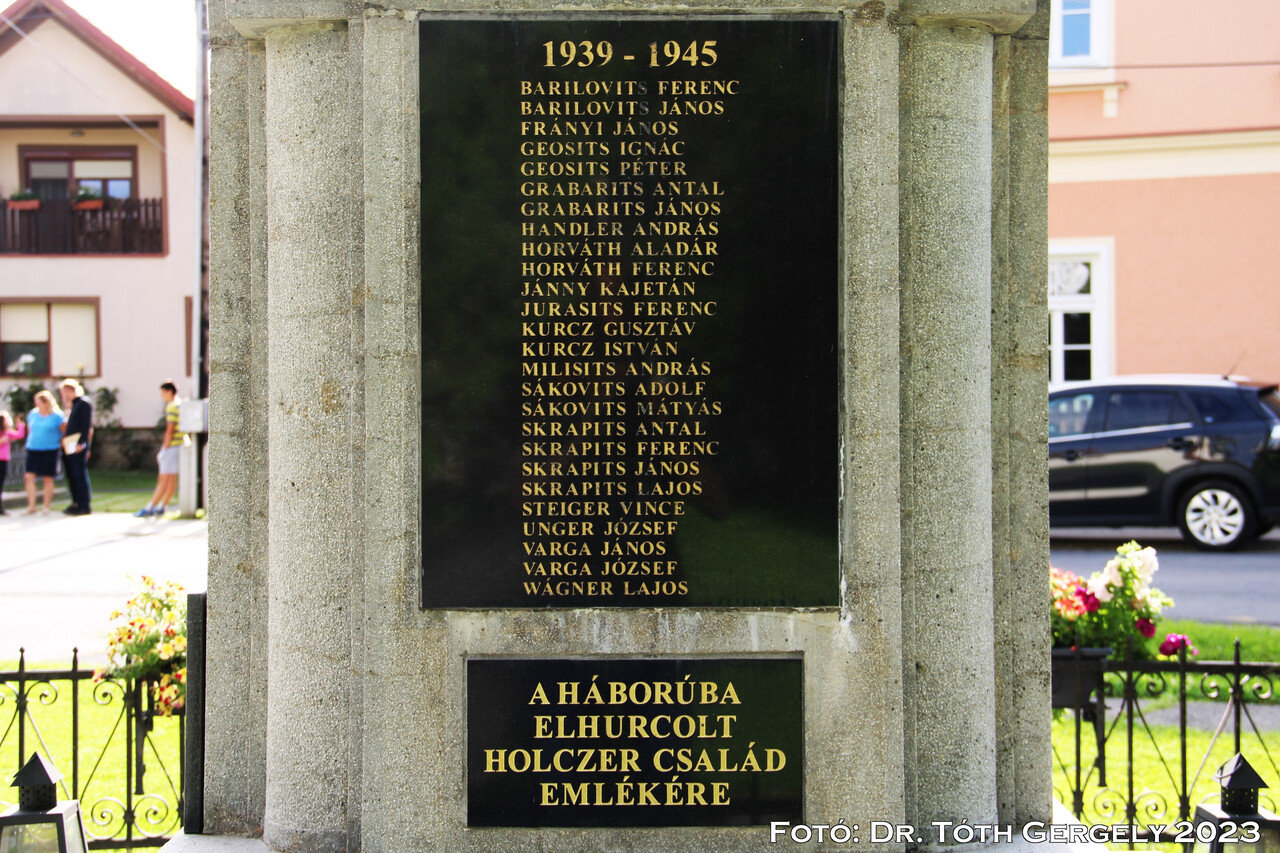 1939 - 1945
BARILOVITS FERENC
BARILOVITS JÁNOS
FRÁNYI JÁNOS
GEOSITS IGNÁC
GEOSITS PÉTER
GRABARITS ANTAL
GRABARITS JÁNOS
HANDLER ANDRÁS
HORVÁTH ALADÁR
HORVÁTH FERENC
JÁNNY KAJETÁN
JURASITS FERENC
KURCZ GUSZTÁV
KURCZ ISTVÁN
MILISITS ANDRÁS
SÁKOVITS ADOLF
SÁKOVITS MÁTYÁS
SKRAPITS ANTAL
SKRAPITS FERENC
SKRAPITS JÁNOS
SKRAPITS LAJOS
STEIGER VINCE
UNGER JÓZSEF
VARGA JÁNOS
VARGA JÓZSEF
WÁGNER LAJOS
A HÁBORÚBA
ELHURCOLT
HOLCZER CSALÁD
EMLÉKÉRE
Fotó: Dr. Tóth Gergely 2023